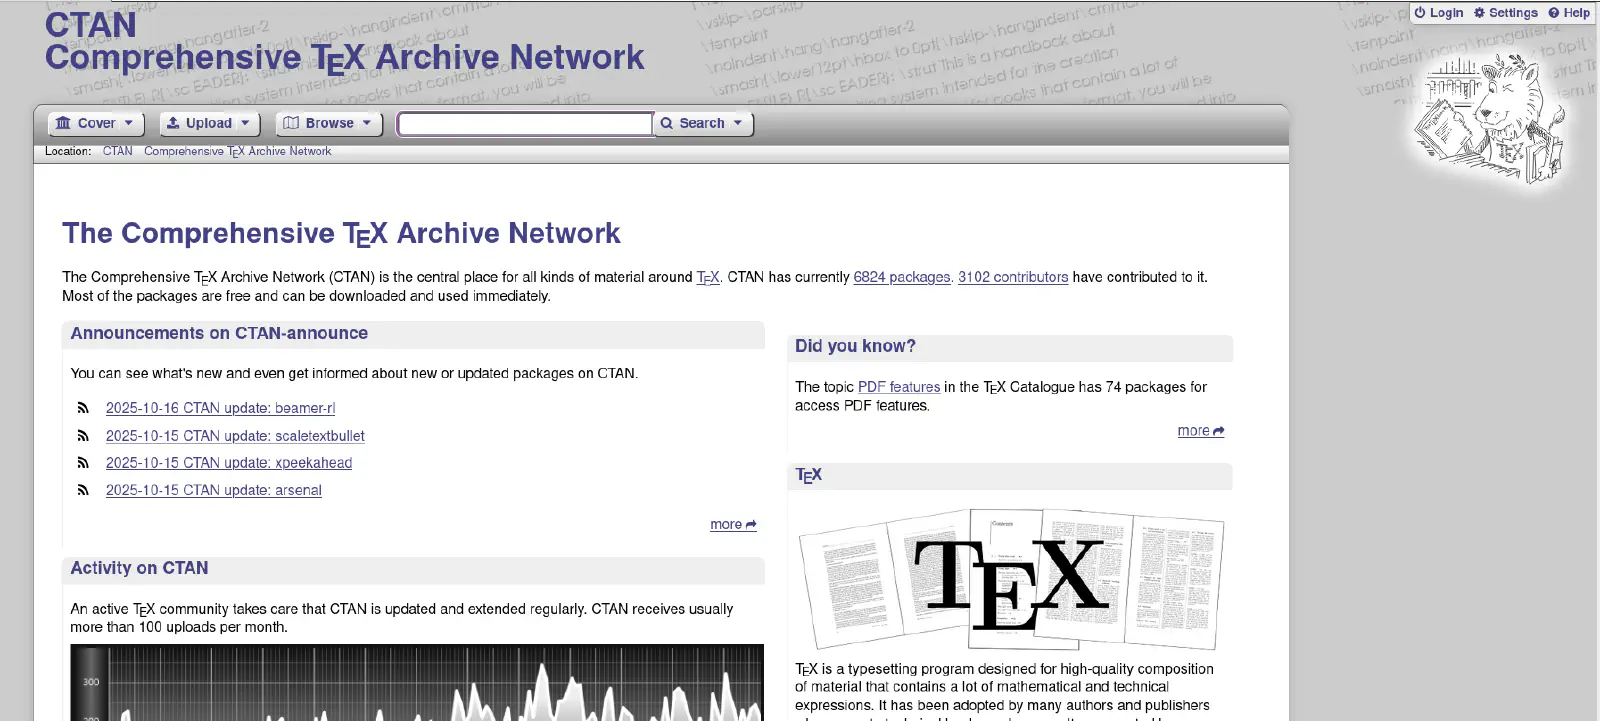 CTAN
Comprehensive TEX Archive Network
Login Settings Help
Cover Upload Browse Search
Location: CTAN Comprehensive TEX Archive Network
The Comprehensive TEX Archive Network
The Comprehensive TEX Archive Network (CTAN) is the central place for all kinds of material around TEX. CTAN has currently 6824 packages. 3102 contributors have contributed to it.
Most of the packages are free and can be downloaded and used immediately.
Announcements on CTAN-announce
You can see what's new and even get informed about new or updated packages on CTAN.
2025-10-16 CTAN update: beamer-rl
2025-10-15 CTAN update: scaletextbullet
2025-10-15 CTAN update: xpeekahead
2025-10-15 CTAN update: arsenal
more
Activity on CTAN
An active TEX community takes care that CTAN is updated and extended regularly. CTAN receives usually
more than 100 uploads per month.
300
Did you know?
The topic PDF features in the TEX Catalogue has 74 packages for
access PDF features.
more
TEX
Contents
TEX
TEX is a typesetting program designed for high-quality composition
of material that contains a lot of mathematical and technical
expressions. It has been adopted by many authors and publishers